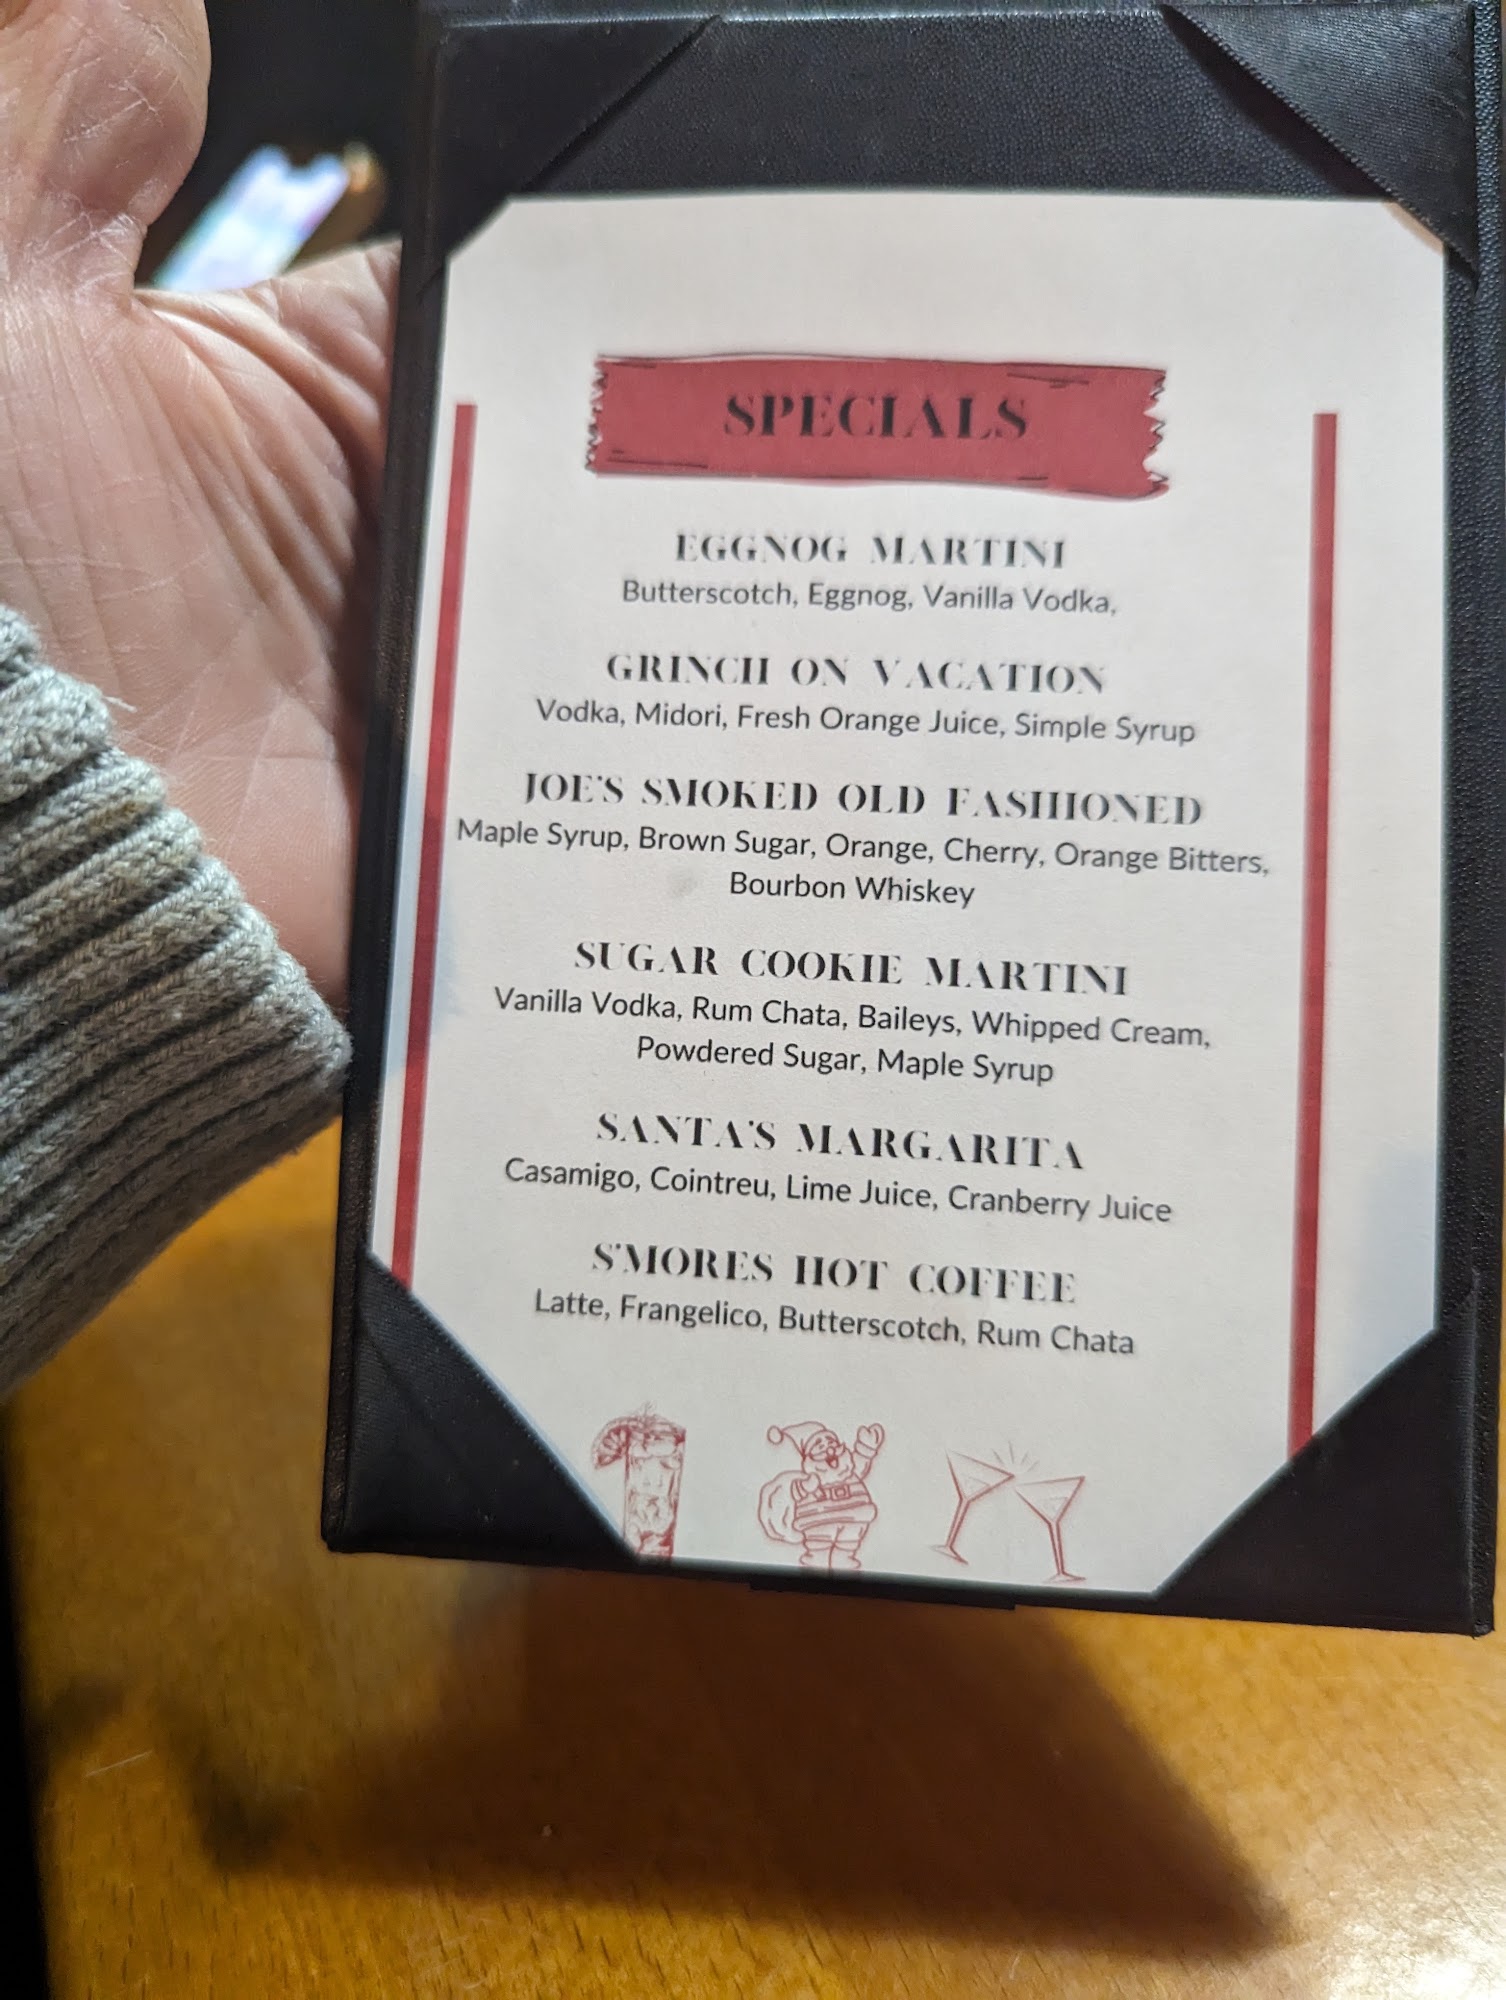 SPECIALS
EGGNOG MARTINI
Butterscotch, Eggnog, Vanilla Vodka,
GRINCH ON VACATION
Vodka, Midori, Fresh Orange Juice, Simple Syrup
JOE'S SMOKED OLD FASHIONED
Maple Syrup, Brown Sugar, Orange, Cherry, Orange Bitters,
Bourbon Whiskey
SUGAR COOKIE MARTINI
Vanilla Vodka, Rum Chata, Baileys, Whipped Cream,
Powdered Sugar, Maple Syrup
SANTA'S MARGARITA
Casamigo, Cointreu, Lime Juice, Cranberry Juice
S'MORES HOT COFFEE
Latte, Frangelico, Butterscotch, Rum Chata